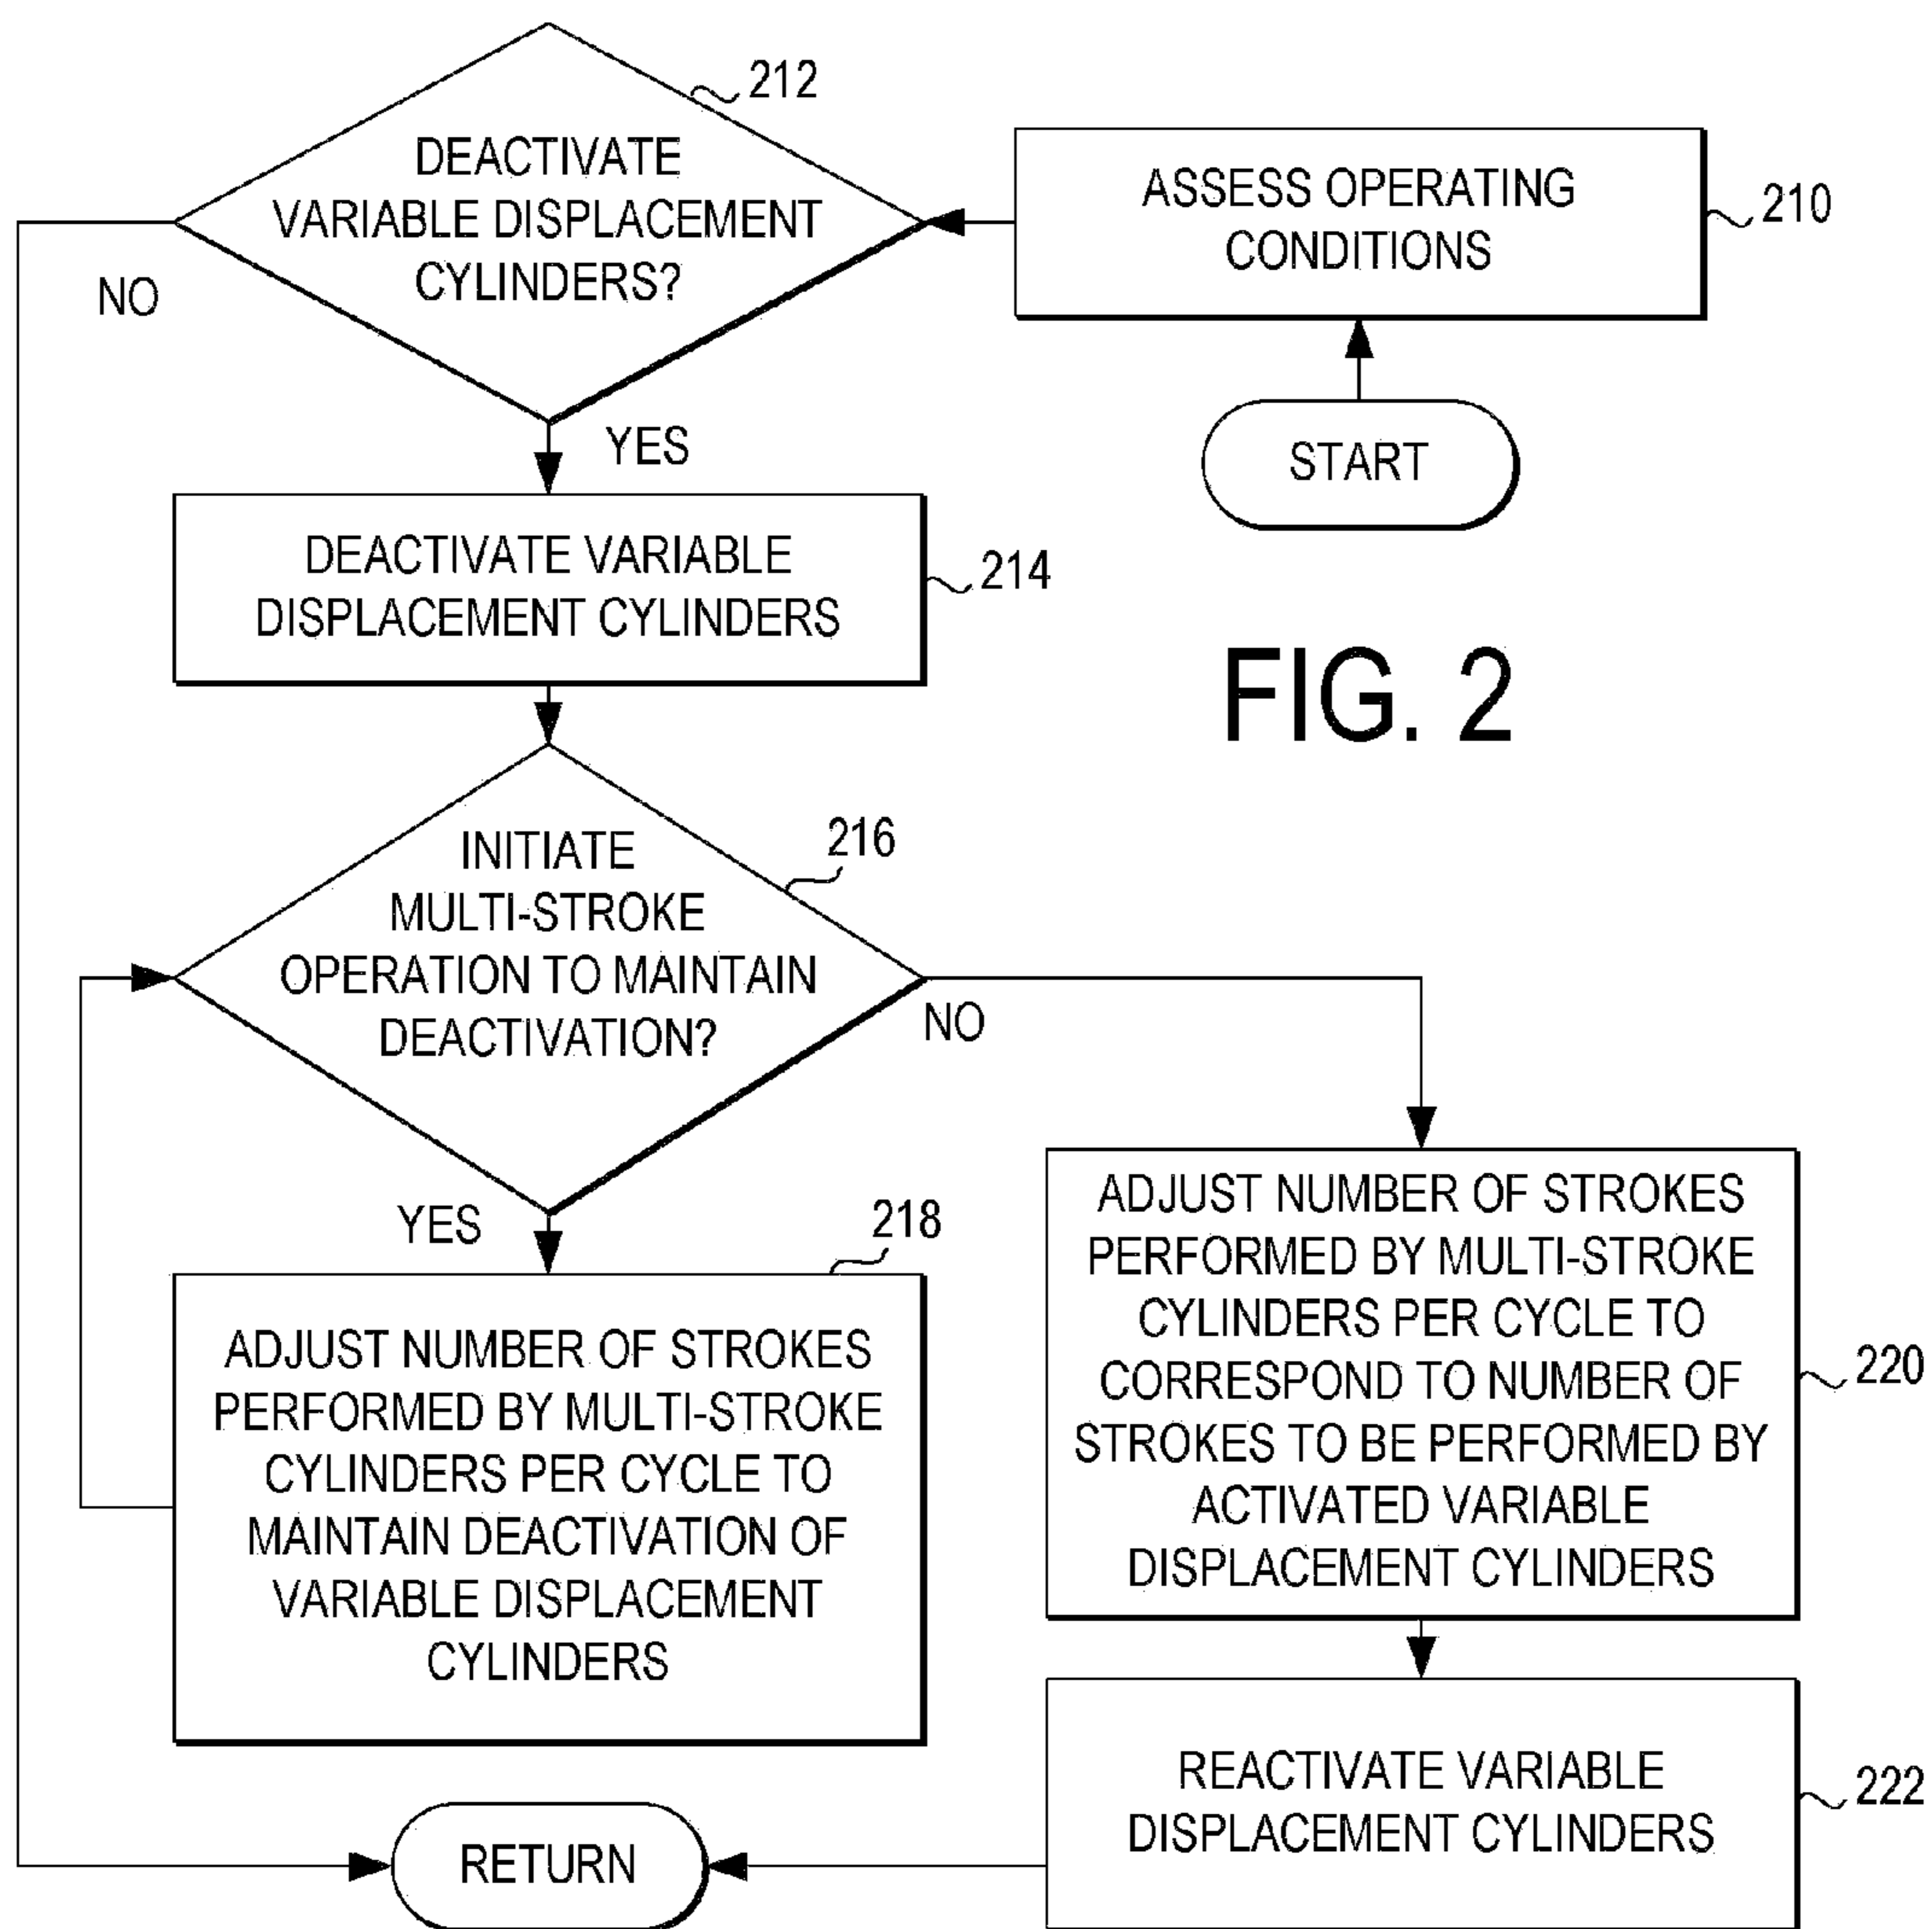 START
ASSESS OPERATING
CONDITIONS
210
212
DEACTIVATE
VARIABLE DISPLACEMENT
CYLINDERS?
NO
YES
DEACTIVATE VARIABLE
DISPLACEMENT CYLINDERS
214
FIG. 2
216
INITIATE
MULTI-STROKE
OPERATION TO MAINTAIN
DEACTIVATION?
NO
YES
218
ADJUST NUMBER OF STROKES
PERFORMED BY MULTI-STROKE
CYLINDERS PER CYCLE TO
MAINTAIN DEACTIVATION OF
VARIABLE DISPLACEMENT
CYLINDERS
ADJUST NUMBER OF STROKES
PERFORMED BY MULTI-STROKE
CYLINDERS PER CYCLE TO
CORRESPOND TO NUMBER OF
STROKES TO BE PERFORMED BY
ACTIVATED VARIABLE
DISPLACEMENT CYLINDERS
220
REACTIVATE VARIABLE
DISPLACEMENT CYLINDERS
222
RETURN